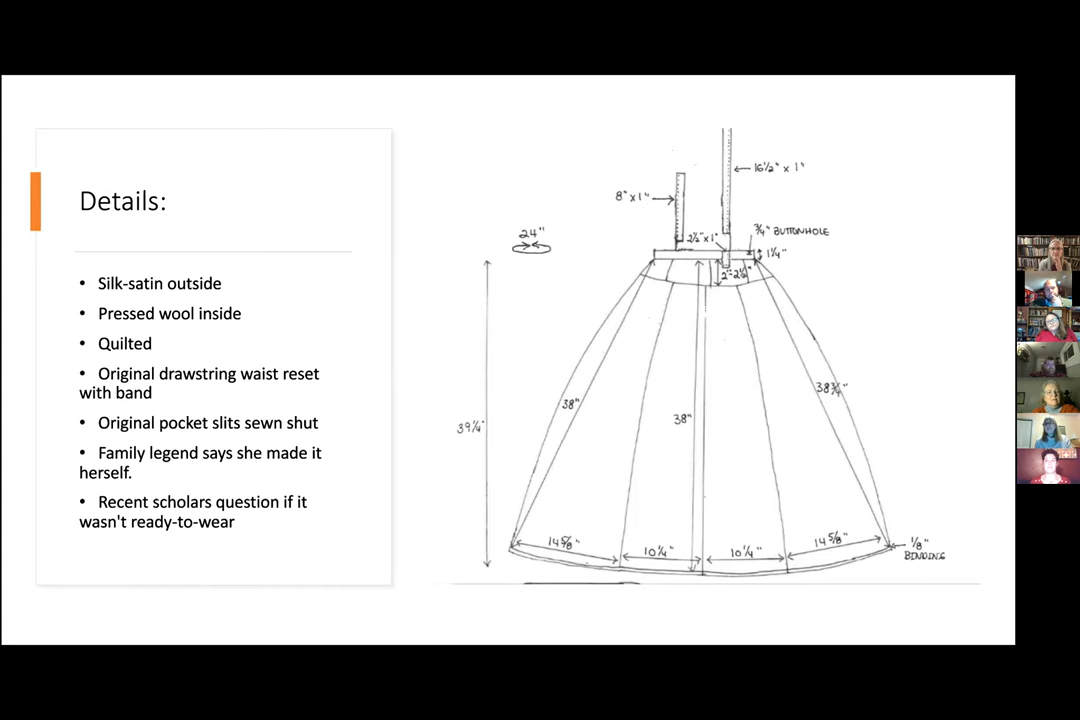 Details:
• Silk-satin outside
• Pressed wool inside
• Quilted
• Original drawstring waist reset
with band
• Original pocket slits sewn shut
• Family legend says she made it
herself.
• Recent scholars question if it
wasn't ready-to-wear
16½" x 1"
8" x 1"
24"
¾" BUTTONHOLE
2½" x 1"
1¼"
2"-2½"
38"
38"
38¾"
39¼"
14⅝"
10¼"
10¼"
14⅝"
⅛"
BINDING